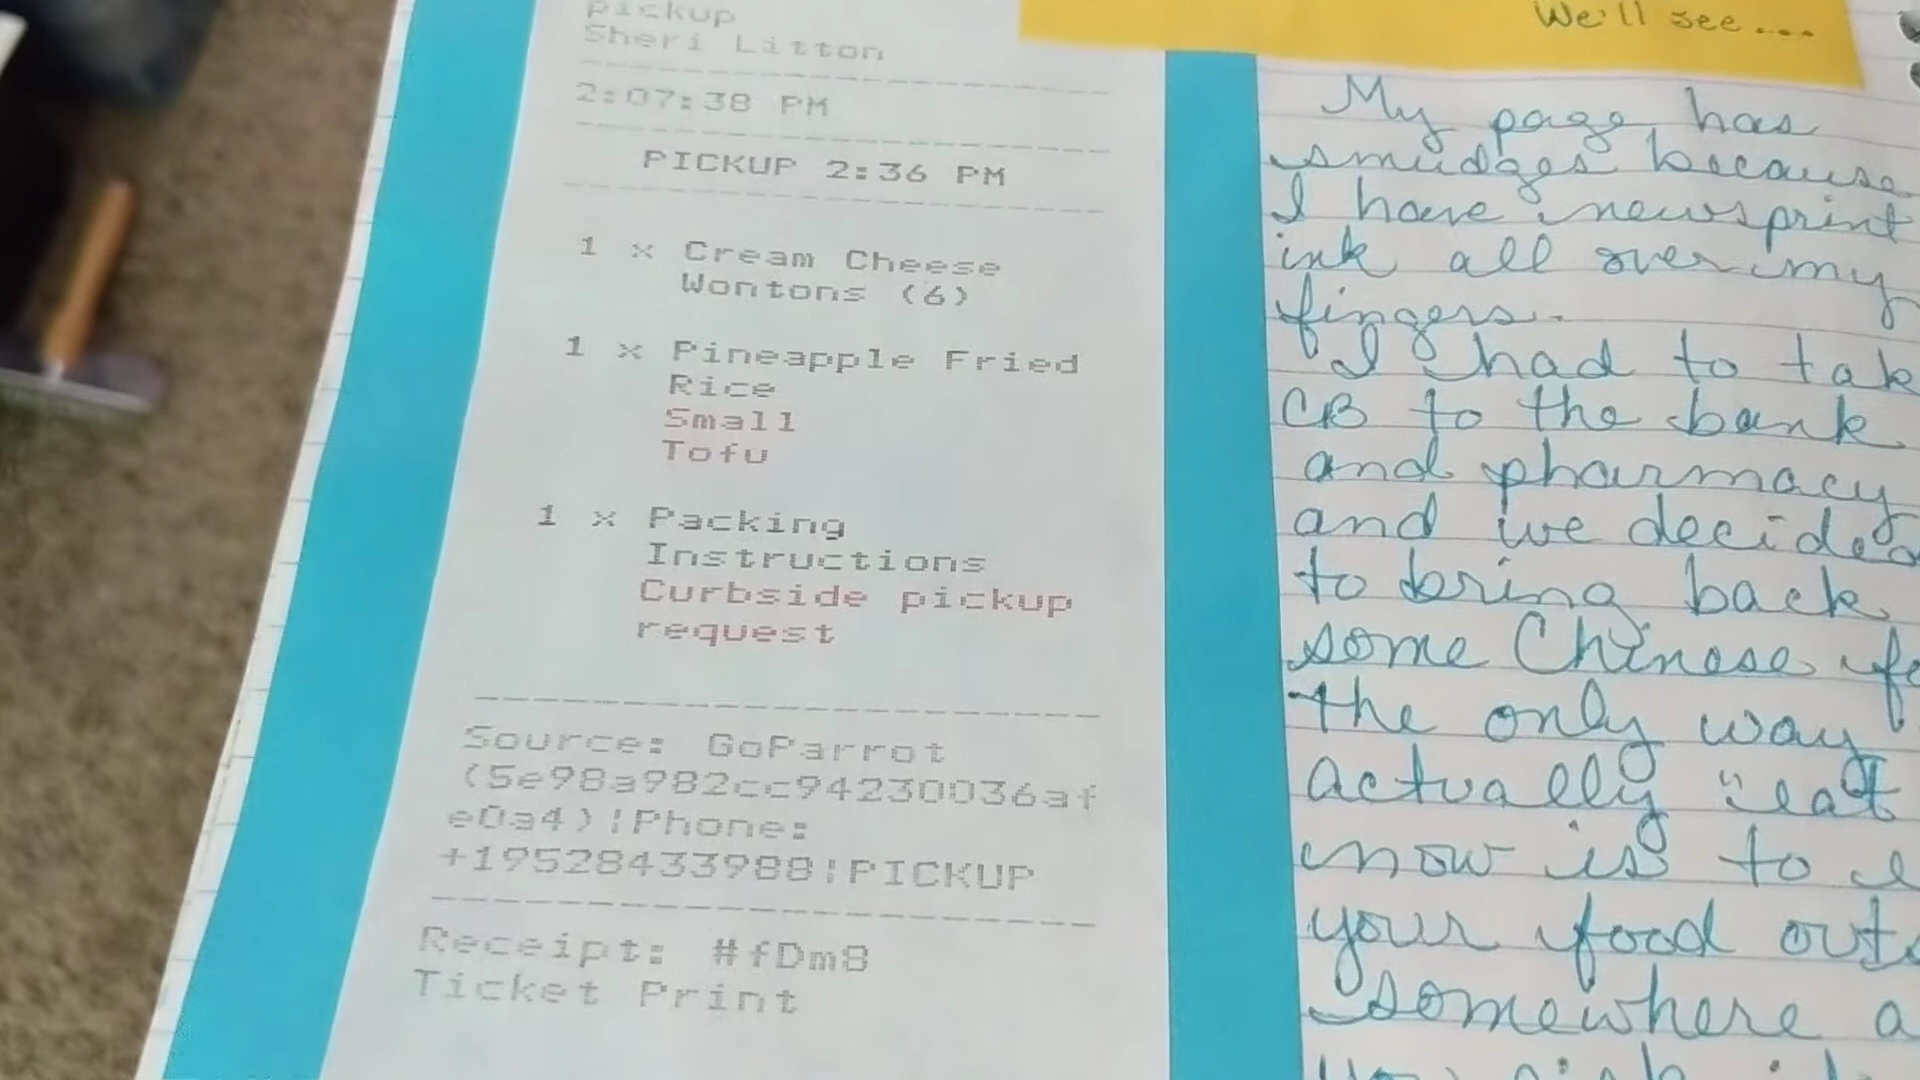 pickup
Sheri Litton
2:07:38 PM
PICKUP 2:36 PM
1 x Cream Cheese
Wontons (6)
1 x Pineapple Fried
Rice
Small
Tofu
1 x Packing
Instructions
Curbside pickup
request
Source: GoParrot
(5e98a982cc94230036af
e0a4)|Phone:
+19528433988|PICKUP
Receipt: #fDm8
Ticket Print
We'll see....
My page has
smudges because
I have newsprint
ink all over my
fingers.
I had to tak
CB to the bank
and pharmacy
and we decided
to bring back
some Chinese fo
the only way
actually "eat
now is to
your food out
somewhere a